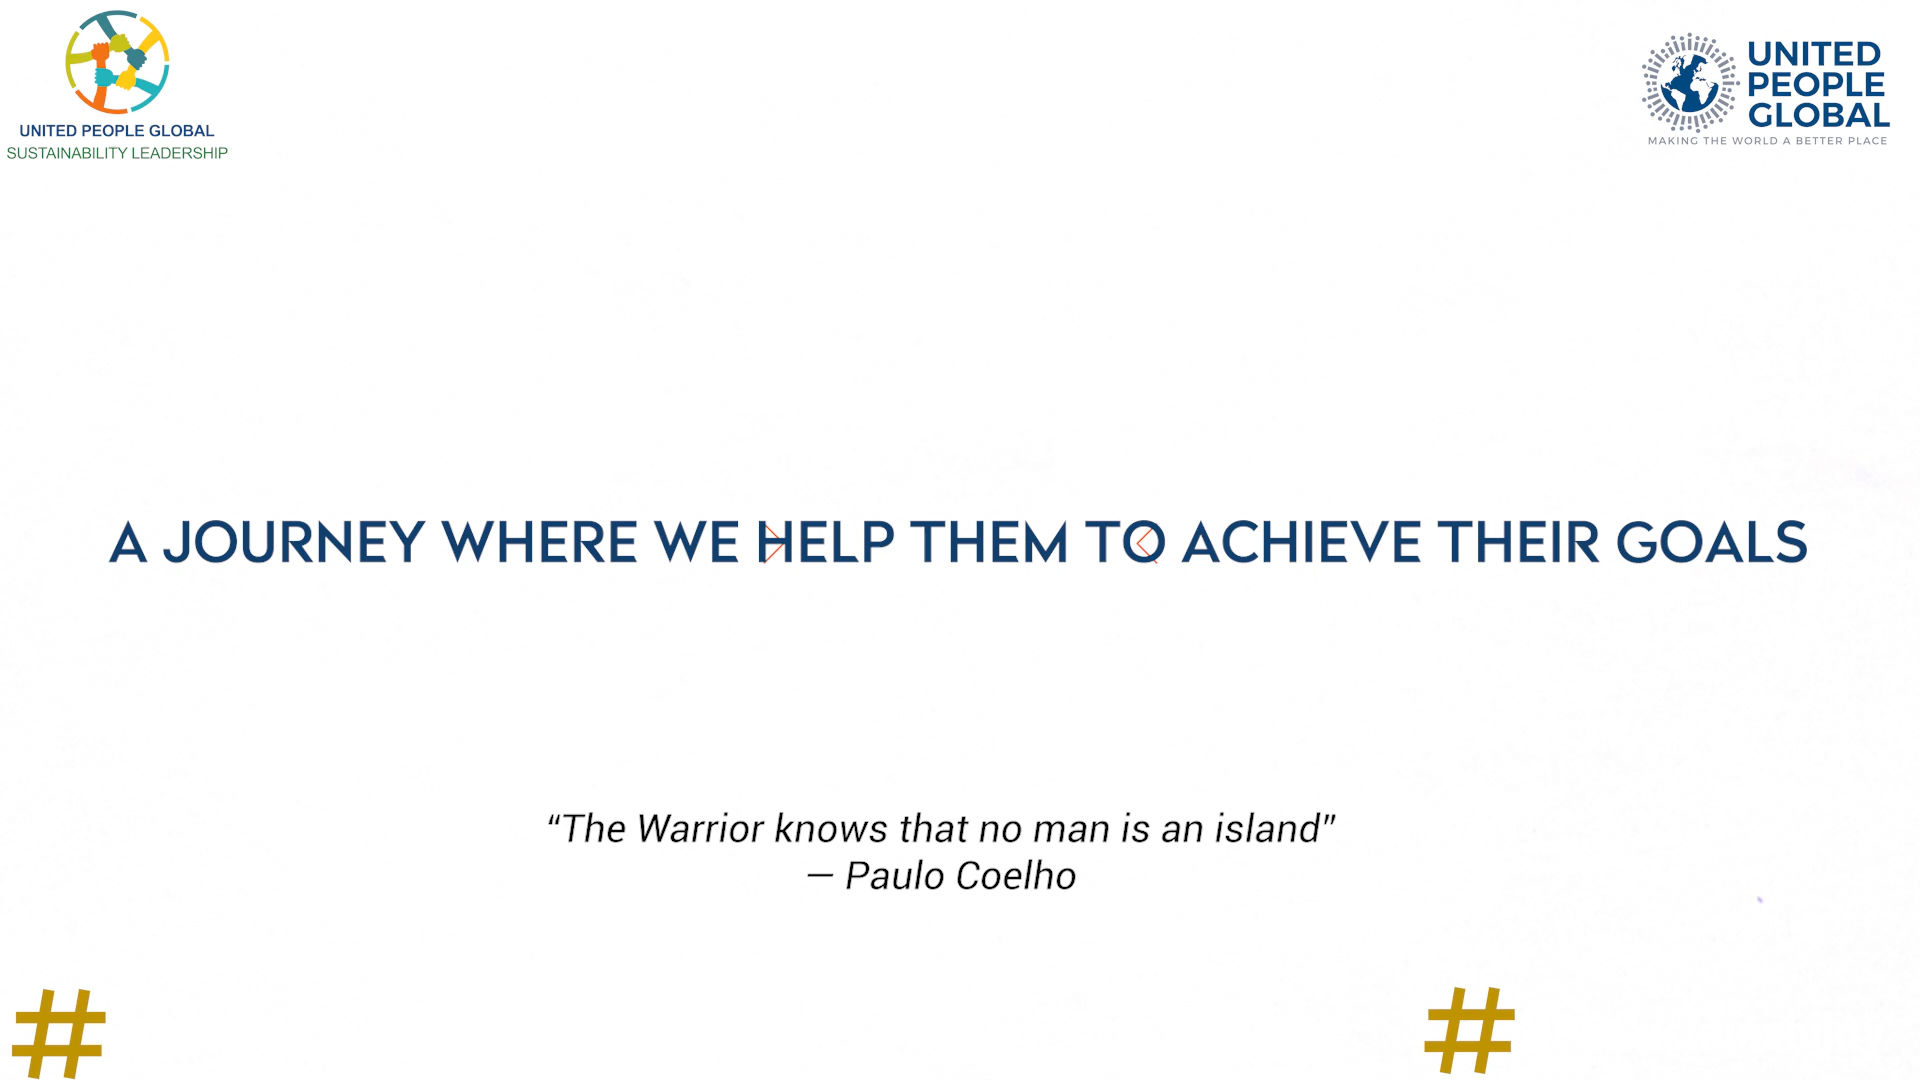 UNITED PEOPLE GLOBAL
SUSTAINABILITY LEADERSHIP
UNITED
PEOPLE
GLOBAL
MAKING THE WORLD A BETTER PLACE
A JOURNEY WHERE WE HELP THEM TO ACHIEVE THEIR GOALS
“The Warrior knows that no man is an island”
— Paulo Coelho
# #